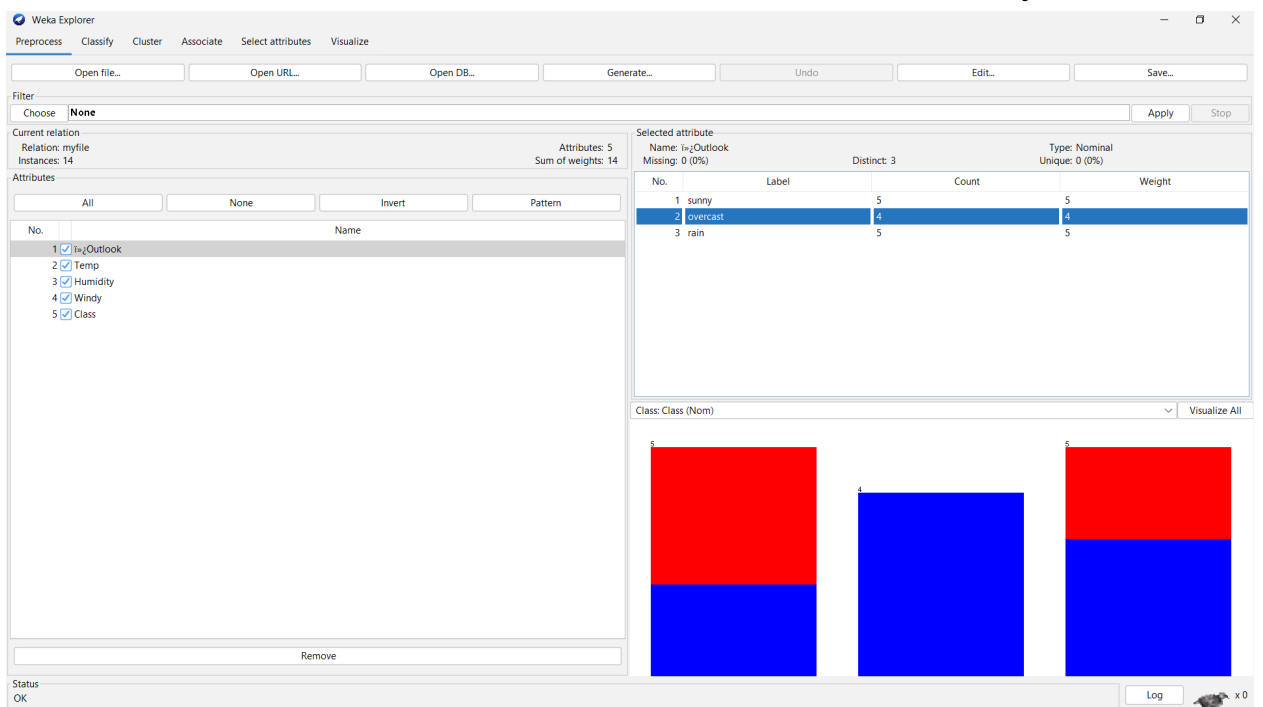 Weka Explorer
Preprocess Classify Cluster Associate Select attributes Visualize
Open file... Open URL... Open DB... Generate... Undo Edit... Save...
Filter
Choose None Apply Stop
Current relation
Relation: myfile Attributes: 5
Instances: 14 Sum of weights: 14
Attributes
All None Invert Pattern
No. Name
1 ï»¿Outlook
2 Temp
3 Humidity
4 Windy
5 Class
Remove
Selected attribute
Name: ï»¿Outlook Type: Nominal
Missing: 0 (0%) Distinct: 3 Unique: 0 (0%)
No. Label Count Weight
1 sunny 5 5
2 overcast 4 4
3 rain 5 5
Class: Class (Nom) Visualize All
5 4 5
Status
OK Log x 0